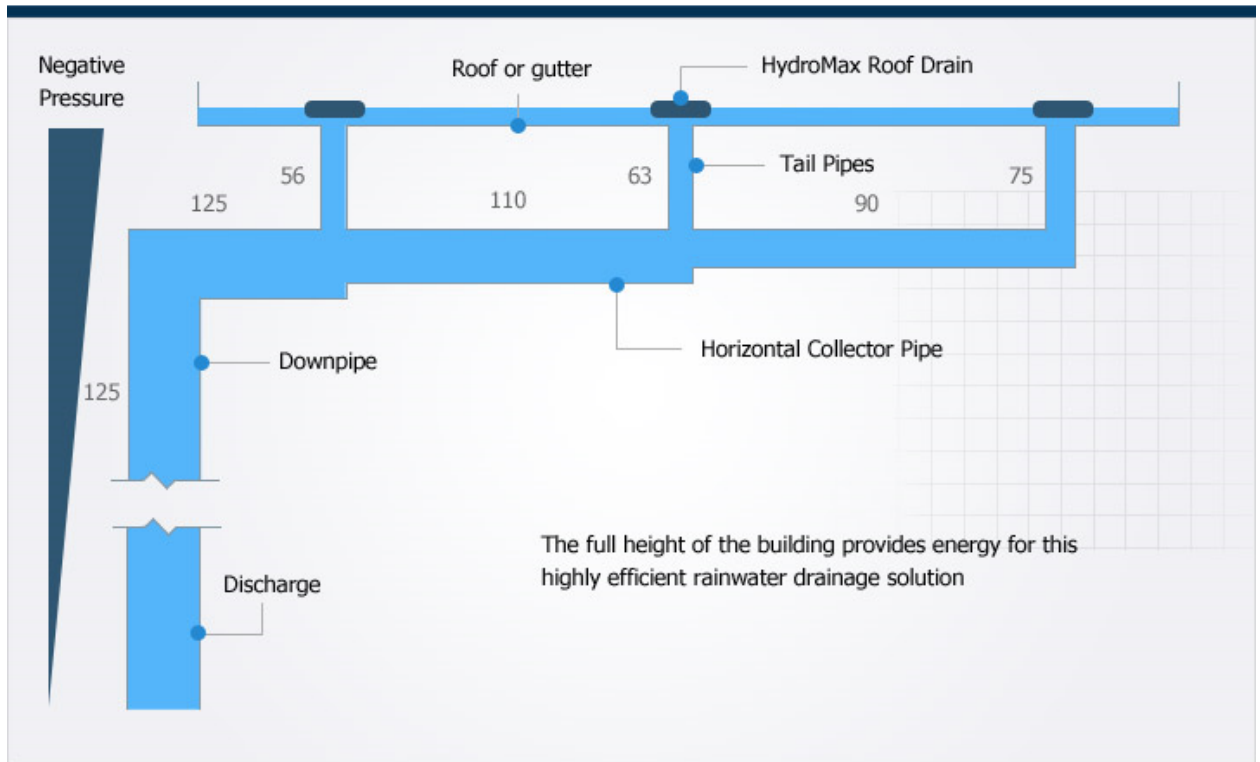 Negative
Pressure
Roof or gutter
HydroMax Roof Drain
Tail Pipes
56
63
75
125
110
90
Horizontal Collector Pipe
Downpipe
125
The full height of the building provides energy for this
highly efficient rainwater drainage solution
Discharge